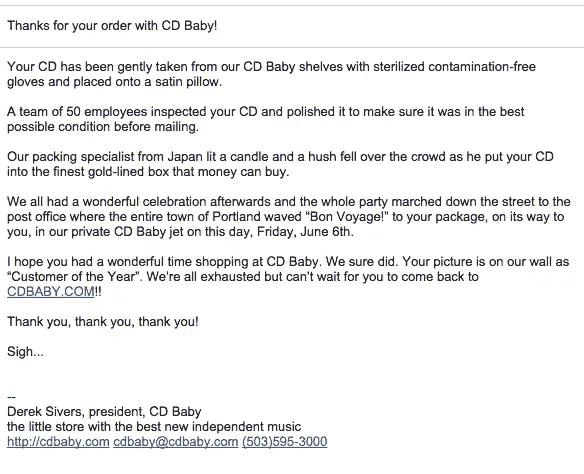 Thanks for your order with CD Baby!
Your CD has been gently taken from our CD Baby shelves with sterilized contamination-free
gloves and placed onto a satin pillow.
A team of 50 employees inspected your CD and polished it to make sure it was in the best
possible condition before mailing.
Our packing specialist from Japan lit a candle and a hush fell over the crowd as he put your CD
into the finest gold-lined box that money can buy.
We all had a wonderful celebration afterwards and the whole party marched down the street to the
post office where the entire town of Portland waved “Bon Voyage!” to your package, on its way to
you, in our private CD Baby jet on this day, Friday, June 6th.
I hope you had a wonderful time shopping at CD Baby. We sure did. Your picture is on our wall as
“Customer of the Year”. We’re all exhausted but can’t wait for you to come back to
CDBABY.COM!!
Thank you, thank you, thank you!
Sigh...
--
Derek Sivers, president, CD Baby
the little store with the best new independent music
http://cdbaby.com cdbaby@cdbaby.com (503)595-3000